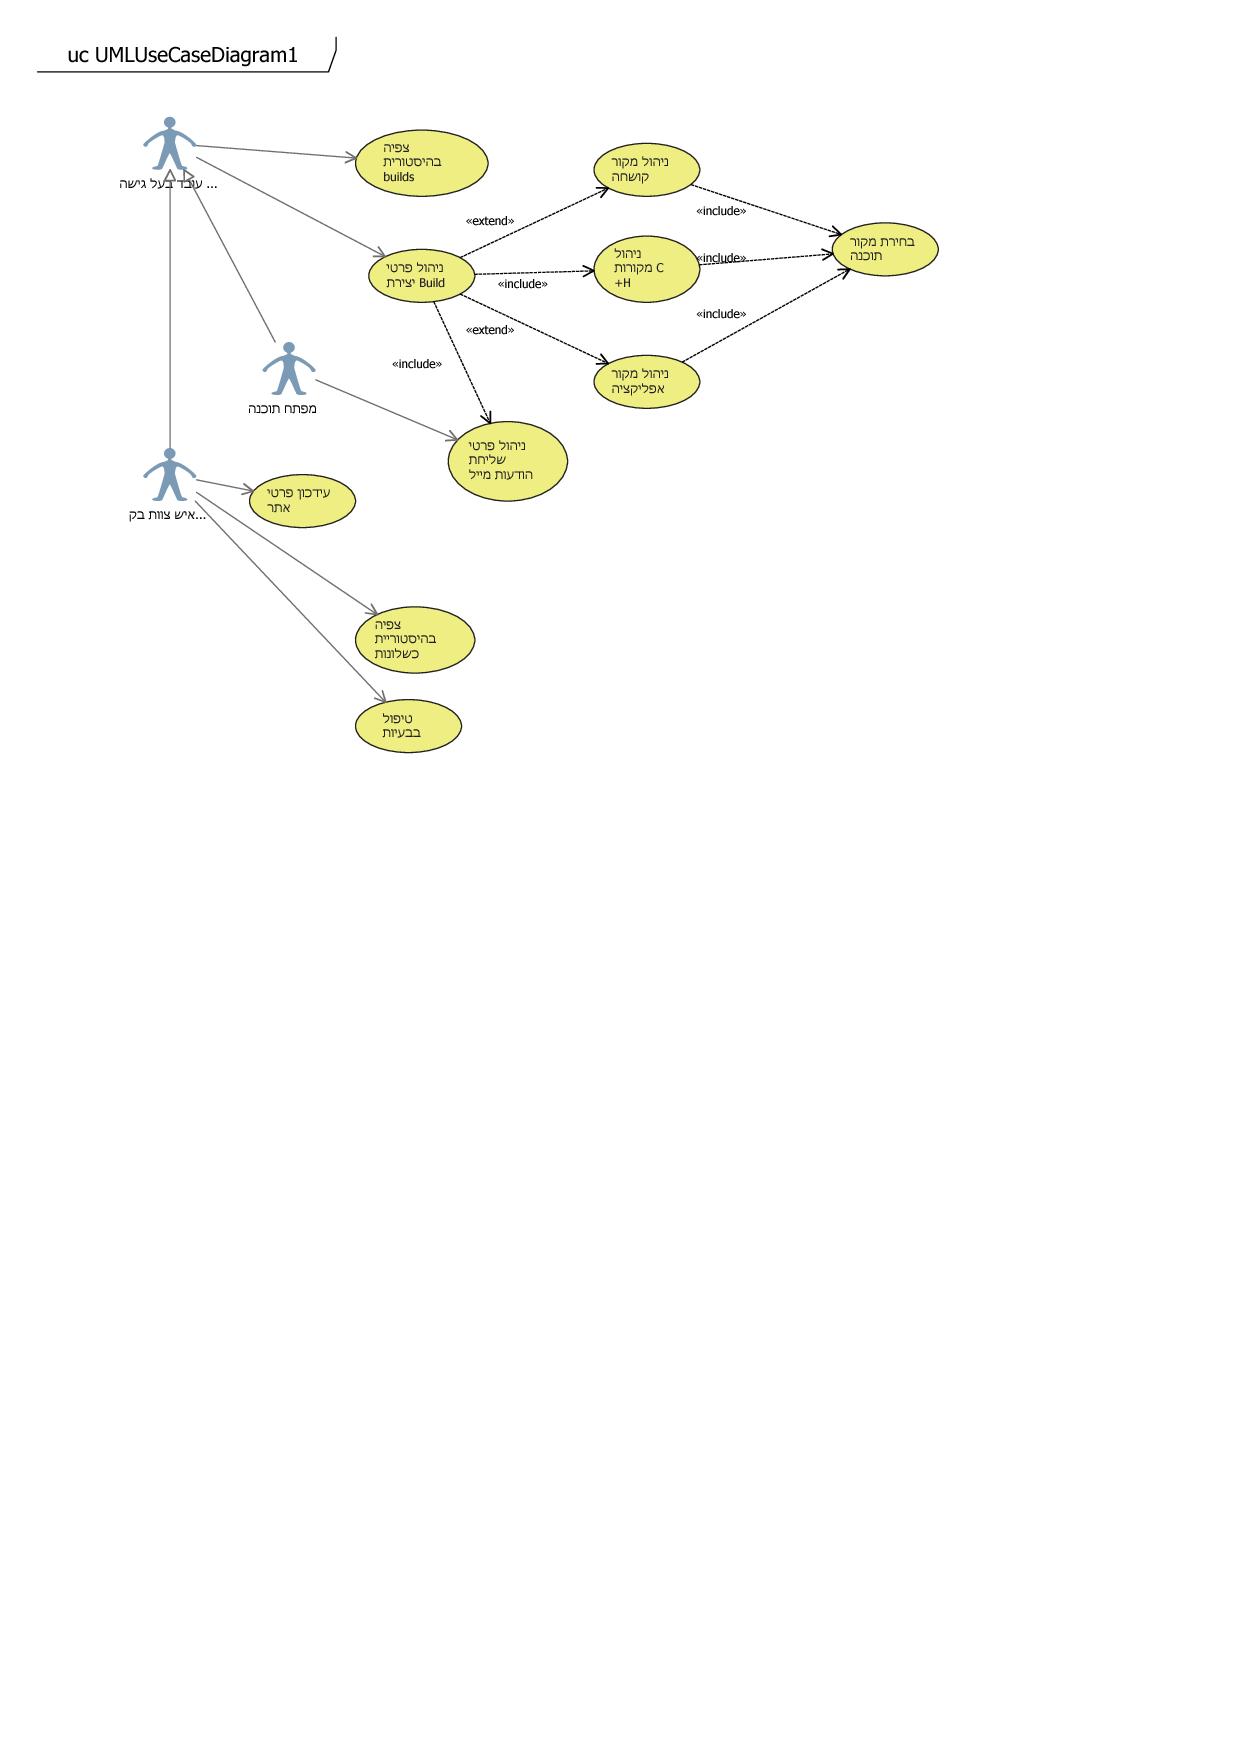 uc UMLUseCaseDiagram1
עובד בעל גישה ...
צפיה
בהיסטורית
builds
ניהול מקור
קושחה
«extend»
«include»
ניהול פרטי
יצירת Build
ניהול
מקורות C
+H
בחירת מקור
תוכנה
«include»
«include»
«extend»
«include»
«include»
ניהול מקור
אפליקציה
מפתח תוכנה
ניהול פרטי
שליחת
הודעות מייל
איש צוות בק...
עידכון פרטי
אתר
צפיה
בהיסטוריית
כשלונות
טיפול
בבעיות